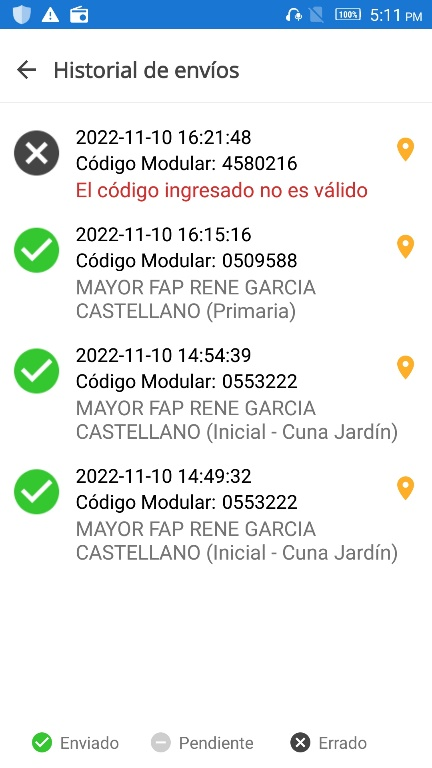 100%
5:11 PM
Historial de envíos
2022-11-10 16:21:48
Código Modular: 4580216
El código ingresado no es válido
2022-11-10 16:15:16
Código Modular: 0509588
MAYOR FAP RENE GARCIA
CASTELLANO (Primaria)
2022-11-10 14:54:39
Código Modular: 0553222
MAYOR FAP RENE GARCIA
CASTELLANO (Inicial - Cuna Jardín)
2022-11-10 14:49:32
Código Modular: 0553222
MAYOR FAP RENE GARCIA
CASTELLANO (Inicial - Cuna Jardín)
Enviado
Pendiente
Errado